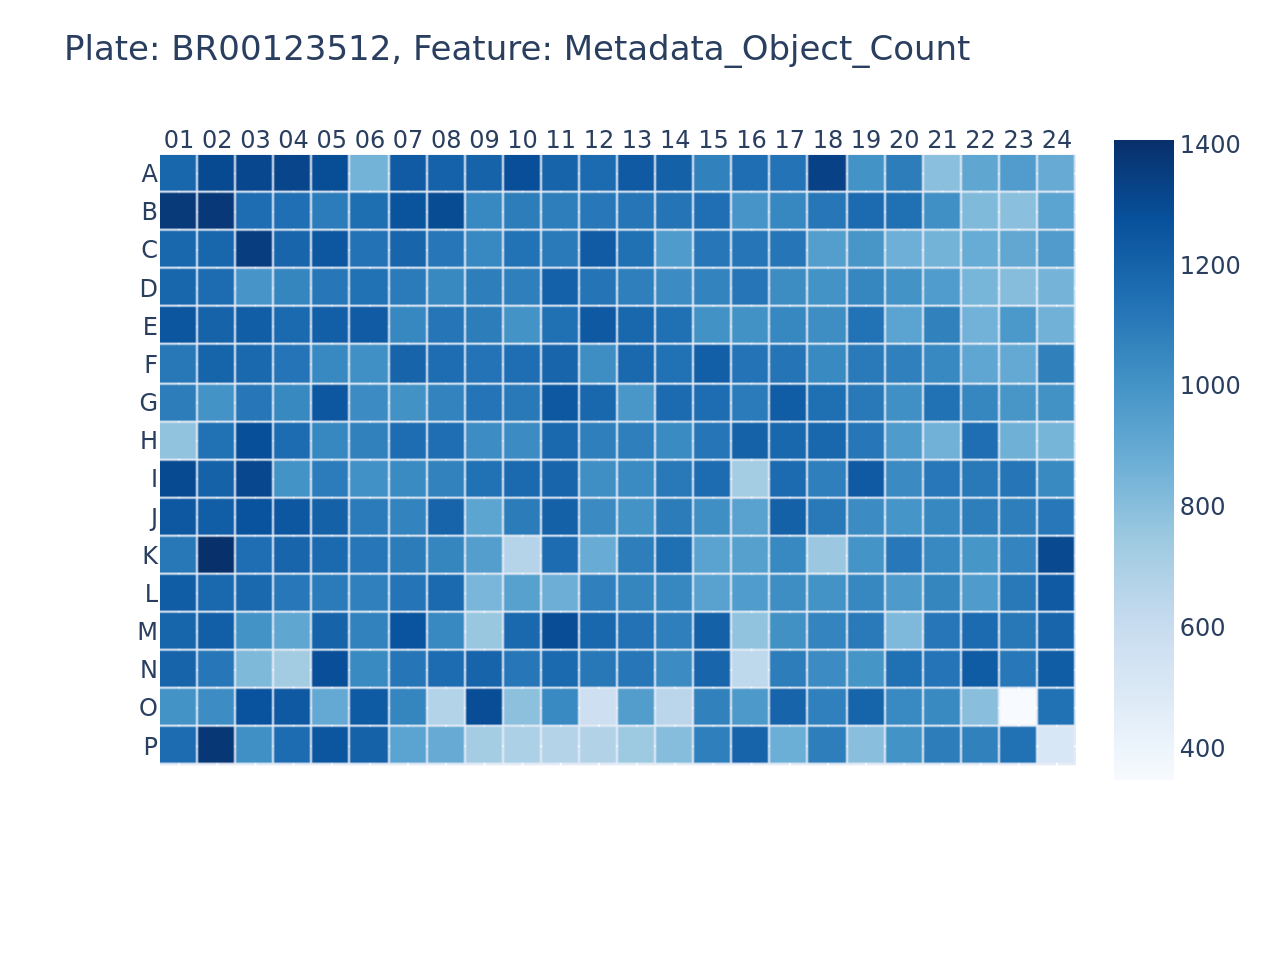 Plate: BR00123512, Feature: Metadata_Object_Count
01 02 03 04 05 06 07 08 09 10 11 12 13 14 15 16 17 18 19 20 21 22 23 24
A
B
C
D
E
F
G
H
I
J
K
L
M
N
O
P
1400
1200
1000
800
600
400